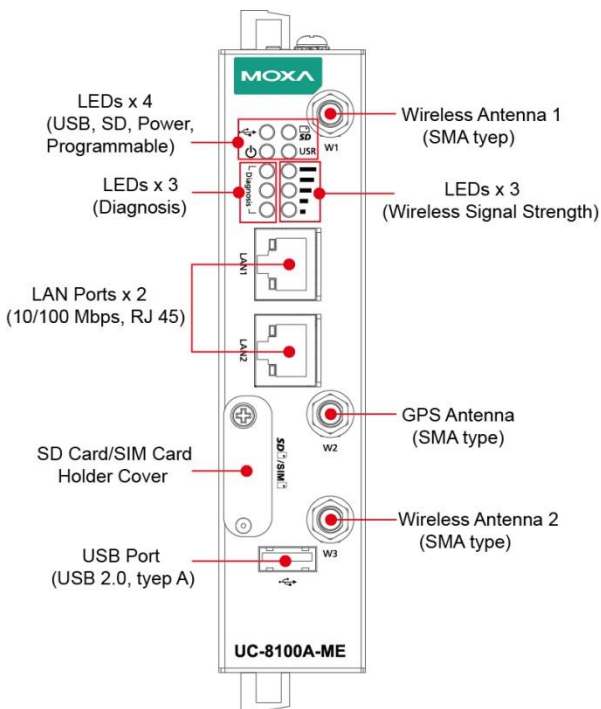 MOXA
LEDs x 4
(USB, SD, Power,
Programmable)
SD
USR
W1
Wireless Antenna 1
(SMA tyep)
LEDs x 3
(Diagnosis)
Diagnosis
LEDs x 3
(Wireless Signal Strength)
LAN1
LAN Ports x 2
(10/100 Mbps, RJ 45)
LAN2
GPS Antenna
(SMA type)
W2
SD Card/SIM Card
Holder Cover
SD/SIM
Wireless Antenna 2
(SMA type)
W3
USB Port
(USB 2.0, tyep A)
UC-8100A-ME